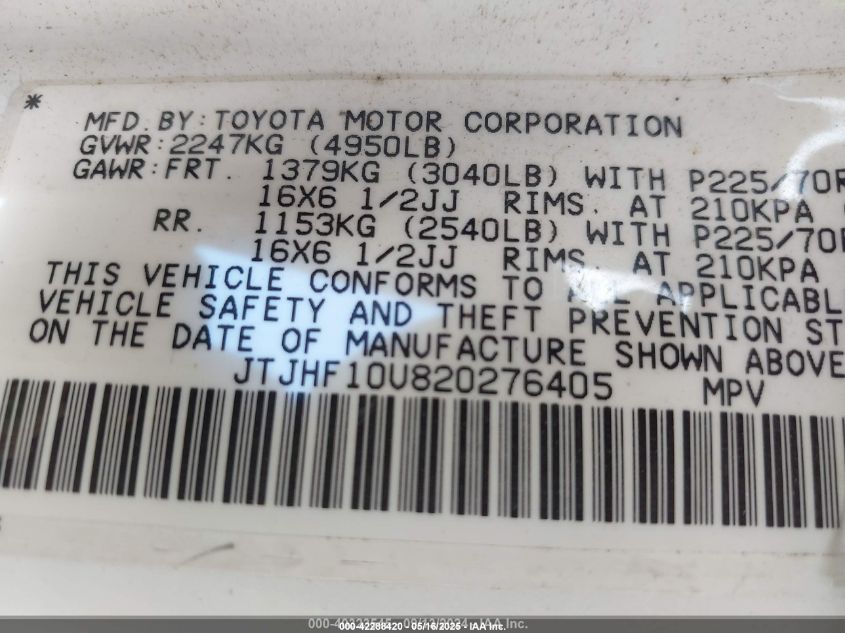 *
MFD. BY: TOYOTA MOTOR CORPORATION
GVWR: 2247KG (4950LB)
GAWR: FRT. 1379KG (3040LB) WITH P225/70R
16X6 1/2JJ RIMS. AT 210KPA
RR. 1153KG (2540LB) WITH P225/70R
16X6 1/2JJ RIMS. AT 210KPA
THIS VEHICLE CONFORMS TO ALL APPLICABL
VEHICLE SAFETY AND THEFT PREVENTION ST
ON THE DATE OF MANUFACTURE SHOWN ABOVE
JTJHF10U820276405 MPV
42288420 - 05/16/2025 - IAA Inc.